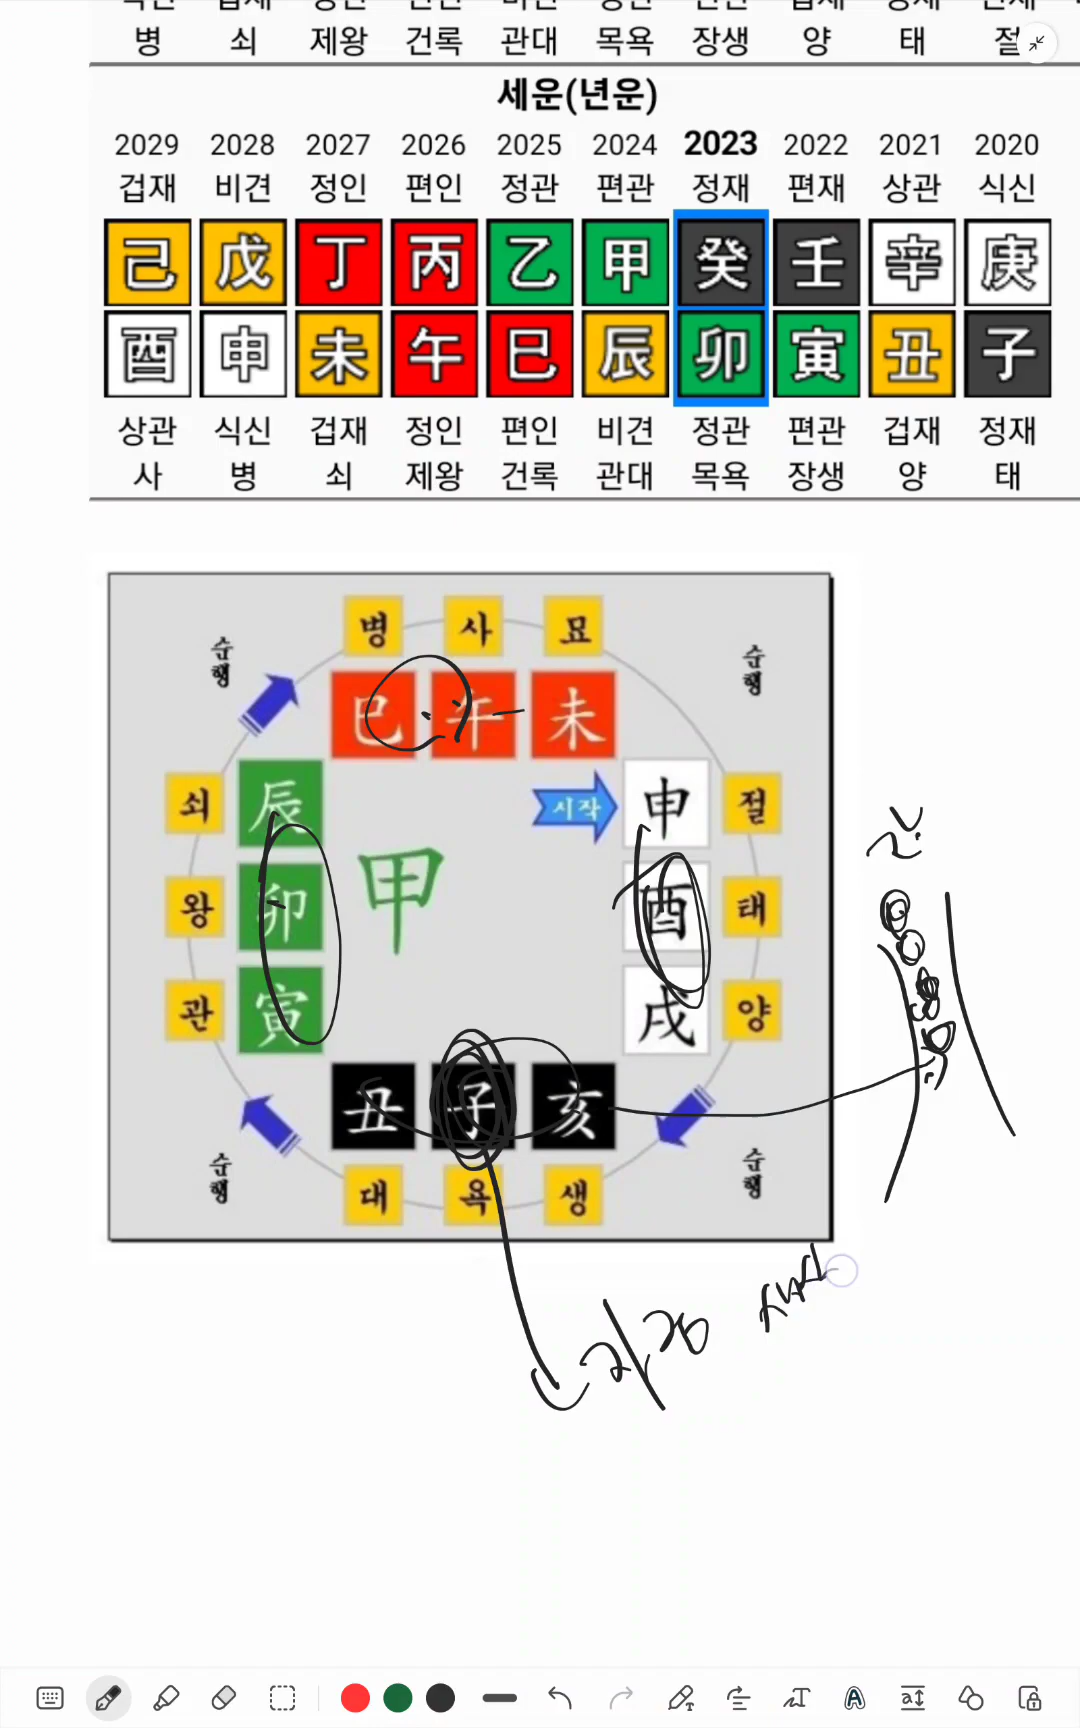 병 쇠 제왕 건록 관대 목욕 장생 양 태 절
세운(년운)
2029 2028 2027 2026 2025 2024 2023 2022 2021 2020
겁재 비견 정인 편인 정관 편관 정재 편재 상관 식신
己 戊 丁 丙 乙 甲 癸 壬 辛 庚
酉 申 未 午 巳 辰 卯 寅 丑 子
상관 식신 겁재 정인 편인 비견 정관 편관 겁재 정재
사 병 쇠 제왕 건록 관대 목욕 장생 양 태
병 사 묘
순행 순행
巳 午 未
쇠 辰 시작 申 절
왕 卯 甲 酉 태
관 寅 戌 양
丑 子 亥
순행 순행
대 욕 생